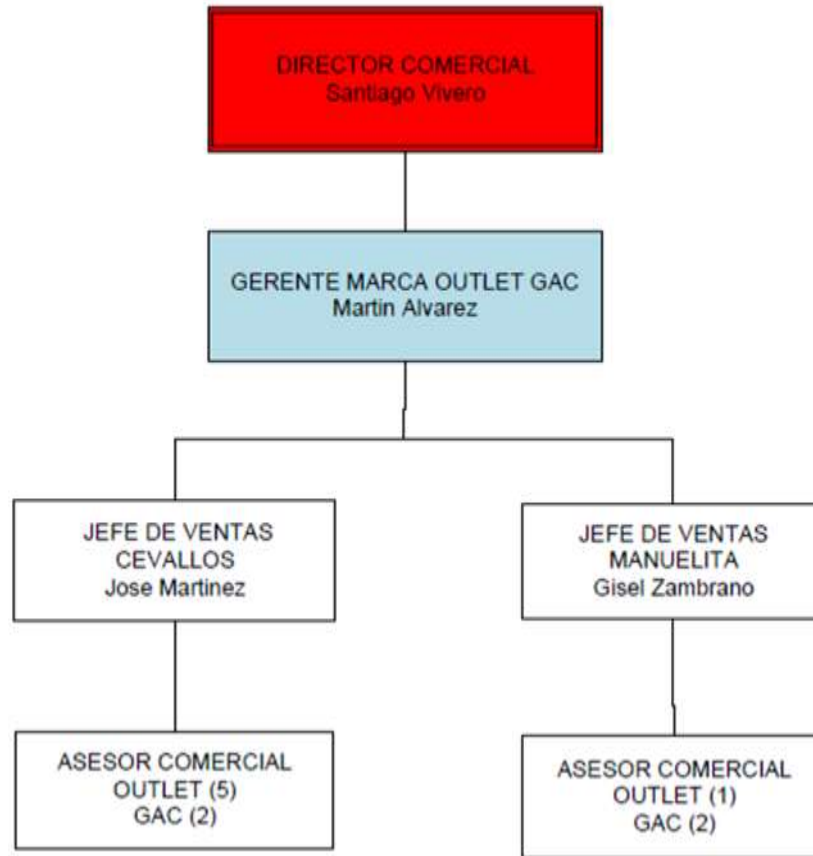 DIRECTOR COMERCIAL
Santiago Vivero
GERENTE MARCA OUTLET GAC
Martin Alvarez
JEFE DE VENTAS
CEVALLOS
Jose Martinez
JEFE DE VENTAS
MANUELITA
Gisel Zambrano
ASESOR COMERCIAL
OUTLET (5)
GAC (2)
ASESOR COMERCIAL
OUTLET (1)
GAC (2)